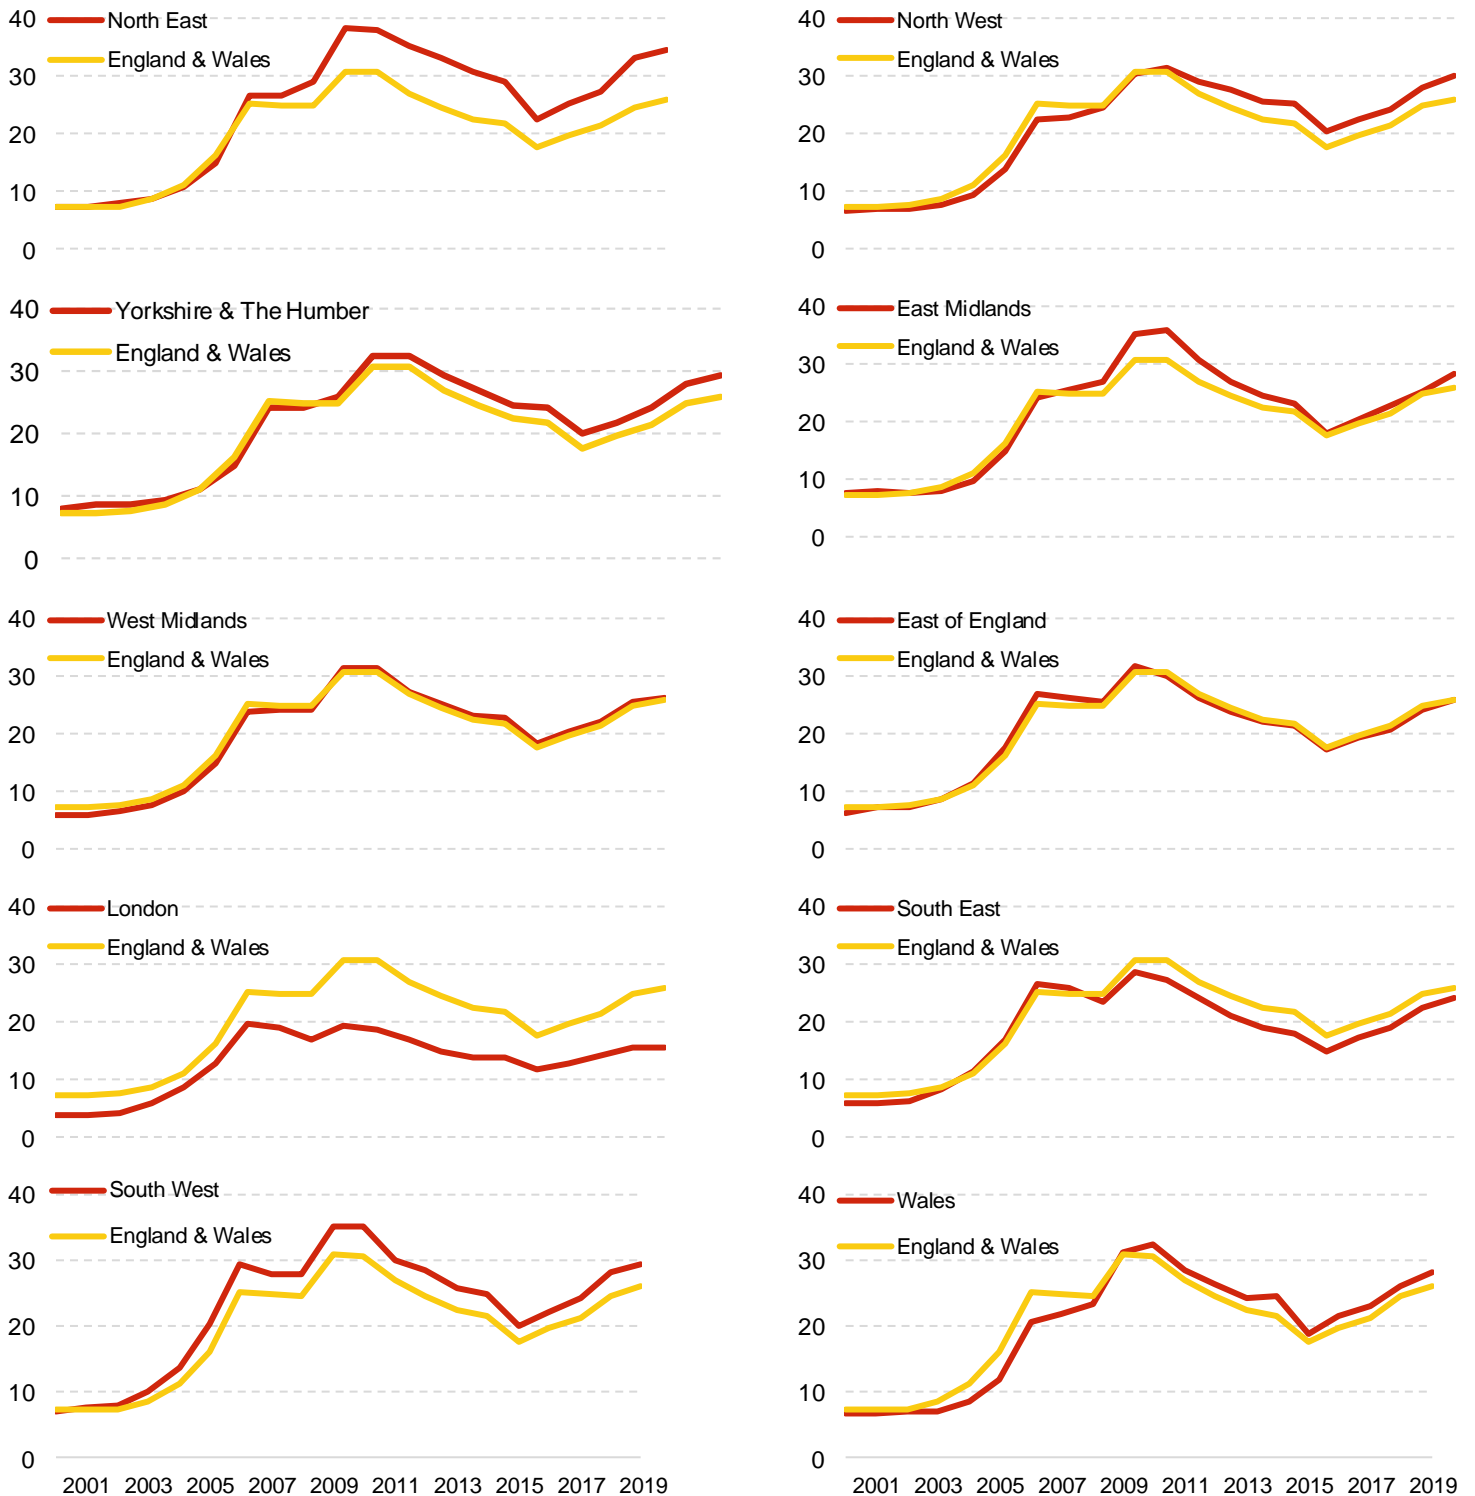 40 North East
England & Wales
30
20
10
0
40 North West
England & Wales
30
20
10
0
40 Yorkshire & The Humber
England & Wales
30
20
10
0
40 East Midlands
England & Wales
30
20
10
0
40 West Midlands
England & Wales
30
20
10
0
40 East of England
England & Wales
30
20
10
0
40 London
England & Wales
30
20
10
0
40 South East
England & Wales
30
20
10
0
40 South West
England & Wales
30
20
10
0
2001 2003 2005 2007 2009 2011 2013 2015 2017 2019
40 Wales
England & Wales
30
20
10
0
2001 2003 2005 2007 2009 2011 2013 2015 2017 2019